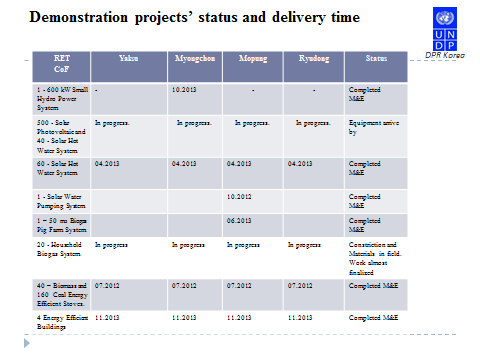 Demonstration projects' status and delivery time
U N
D P
DPR Korea
RET
CoF
Yaksu
Myongchon
Mopung
Ryudong
Status
1 - 600 kW Small
Hydro Power
System
-
10.2013
-
-
Completed
M&E
500 - Solar
Photovoltaic and
40 - Solar Hot
Water System
In progress.
In progress.
In progress.
In progress.
Equipment arrive
by
60 - Solar Hot
Water System
04.2013
04.2013
04.2013
04.2013
Completed
M&E
1 - Solar Water
Pumping System
10.2012
Completed
M&E
1 – 50 m3 Biogas
Pig Farm System
06.2013
Completed
M&E
20 - Household
Biogas System
In progress
In progress
In progress
In progress
Constriction and
Materials in field.
Work almost
finalized
40 – Biomass and
160 Coal Energy
Efficient Stoves.
07.2012
07.2012
07.2012
07.2012
Completed M&E
4 Energy Efficient
Buildings
11.2013
11.2013
11.2013
11.2013
Completed M&E